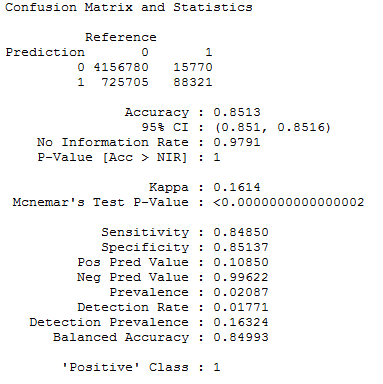 Confusion Matrix and Statistics
Reference
Prediction 0 1
0 4156780 15770
1 725705 88321
Accuracy : 0.8513
95% CI : (0.851, 0.8516)
No Information Rate : 0.9791
P-Value [Acc > NIR] : 1
Kappa : 0.1614
Mcnemar's Test P-Value : <0.0000000000000002
Sensitivity : 0.84850
Specificity : 0.85137
Pos Pred Value : 0.10850
Neg Pred Value : 0.99622
Prevalence : 0.02087
Detection Rate : 0.01771
Detection Prevalence : 0.16324
Balanced Accuracy : 0.84993
'Positive' Class : 1